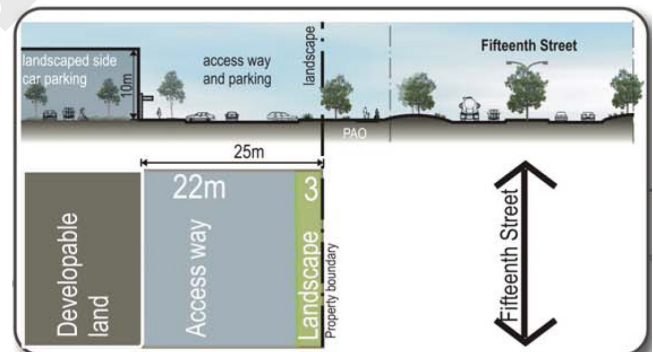 landscaped side
car parking
10m
access way
and parking
landscape
Fifteenth Street
PAO
25m
Developable
land
22m
Access way
3
Landscape
Property boundary
Fifteenth Street